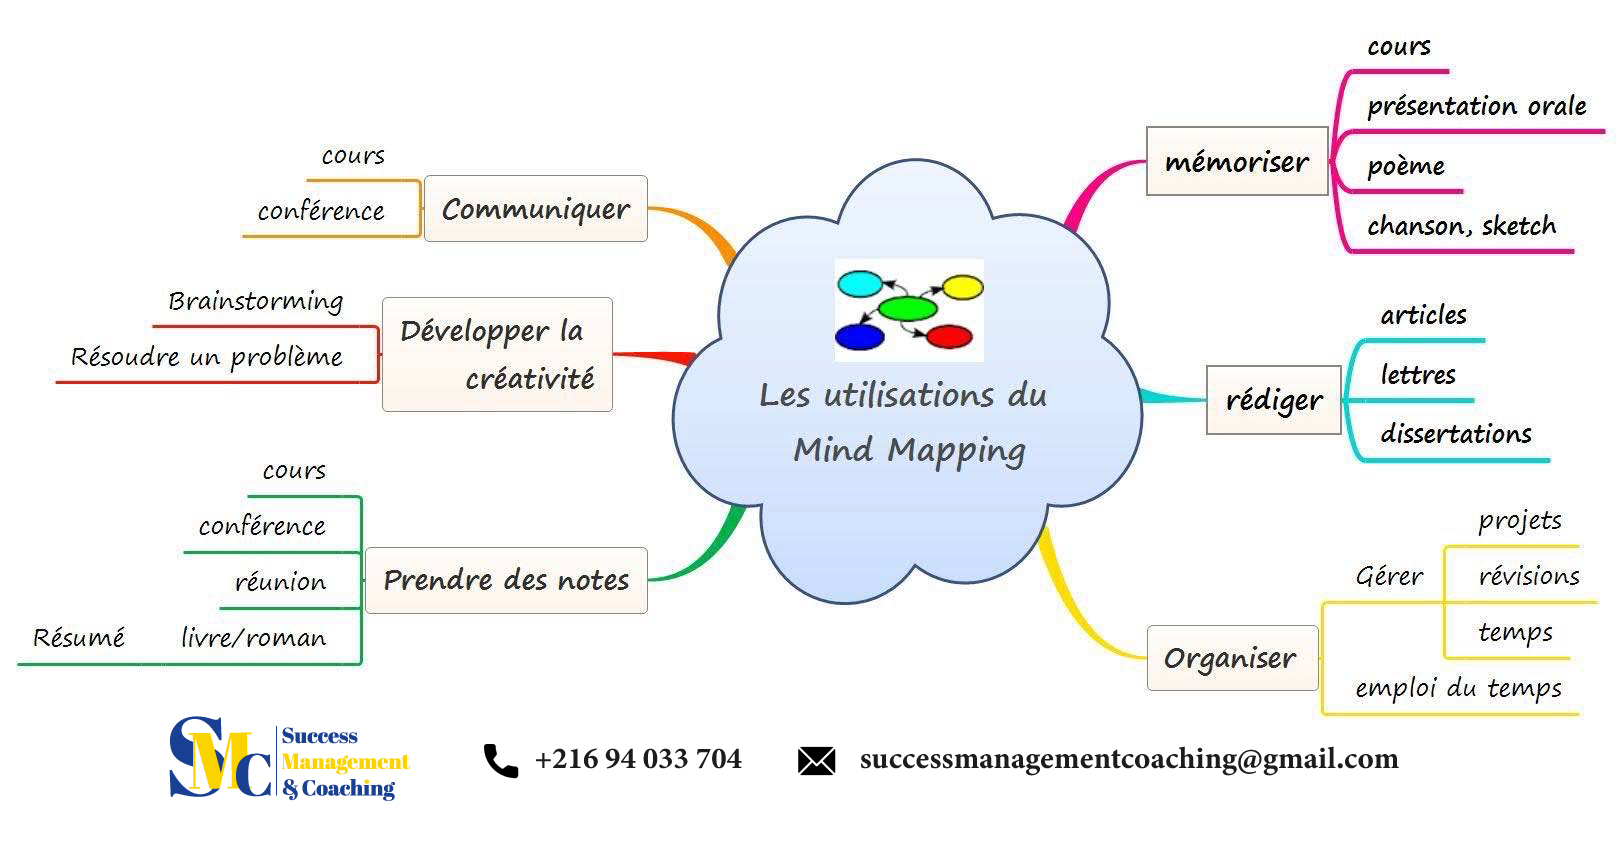 Les utilisations du
Mind Mapping
mémoriser
cours
présentation orale
poème
chanson, sketch
rédiger
articles
lettres
dissertations
Organiser
Gérer
projets
révisions
temps
emploi du temps
Communiquer
cours
conférence
Développer la
créativité
Brainstorming
Résoudre un problème
Prendre des notes
cours
conférence
réunion
livre/roman
Résumé
SMC
Success
Management
& Coaching
+216 94 033 704
successmanagementcoaching@gmail.com